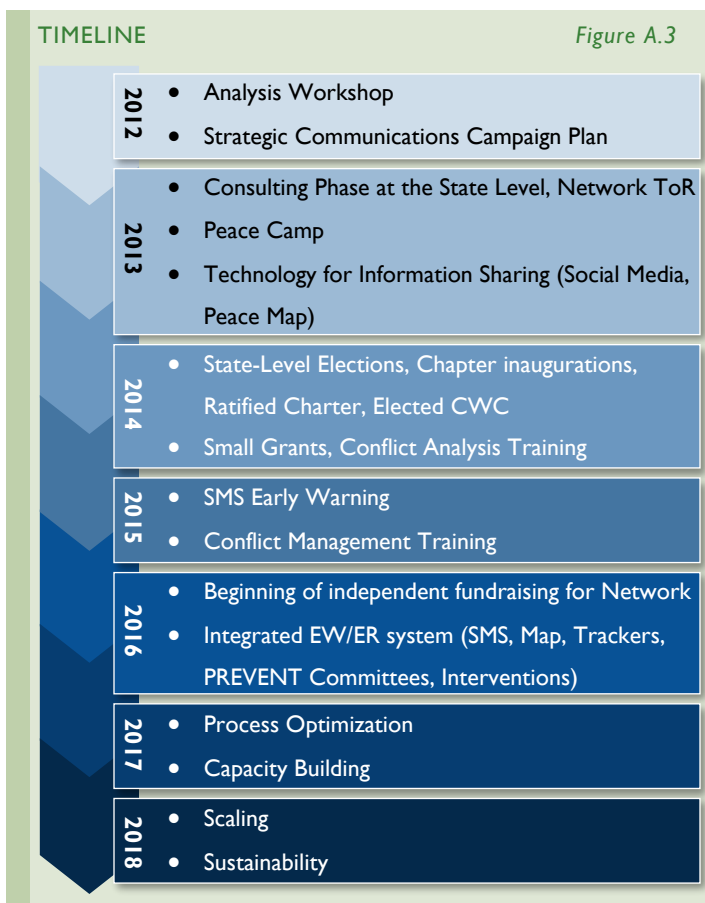 TIMELINE
Figure A.3
2012
• Analysis Workshop
• Strategic Communications Campaign Plan
2013
• Consulting Phase at the State Level, Network ToR
• Peace Camp
• Technology for Information Sharing (Social Media,
Peace Map)
2014
• State-Level Elections, Chapter inaugurations,
Ratified Charter, Elected CWC
• Small Grants, Conflict Analysis Training
2015
• SMS Early Warning
• Conflict Management Training
2016
• Beginning of independent fundraising for Network
• Integrated EW/ER system (SMS, Map, Trackers,
PREVENT Committees, Interventions)
2017
• Process Optimization
• Capacity Building
2018
• Scaling
• Sustainability